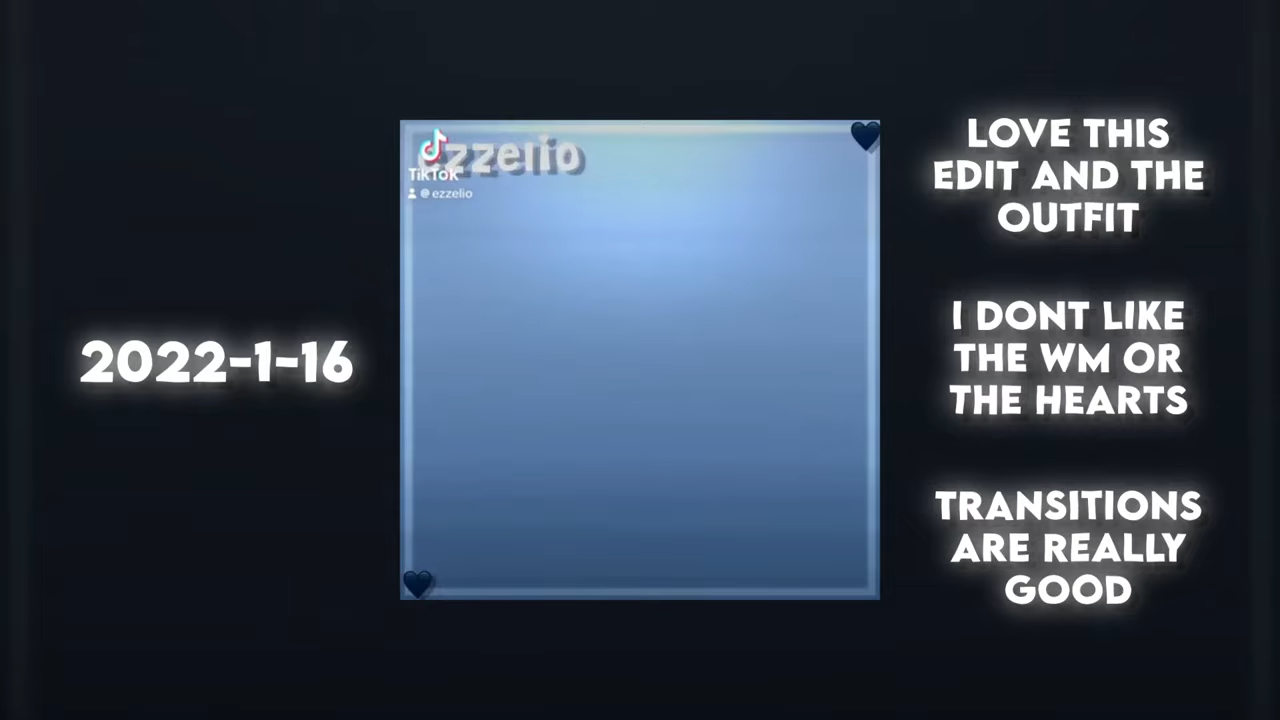 2022-1-16
ezzelio
TikTok
@ezzelio
LOVE THIS
EDIT AND THE
OUTFIT
I DONT LIKE
THE WM OR
THE HEARTS
TRANSITIONS
ARE REALLY
GOOD